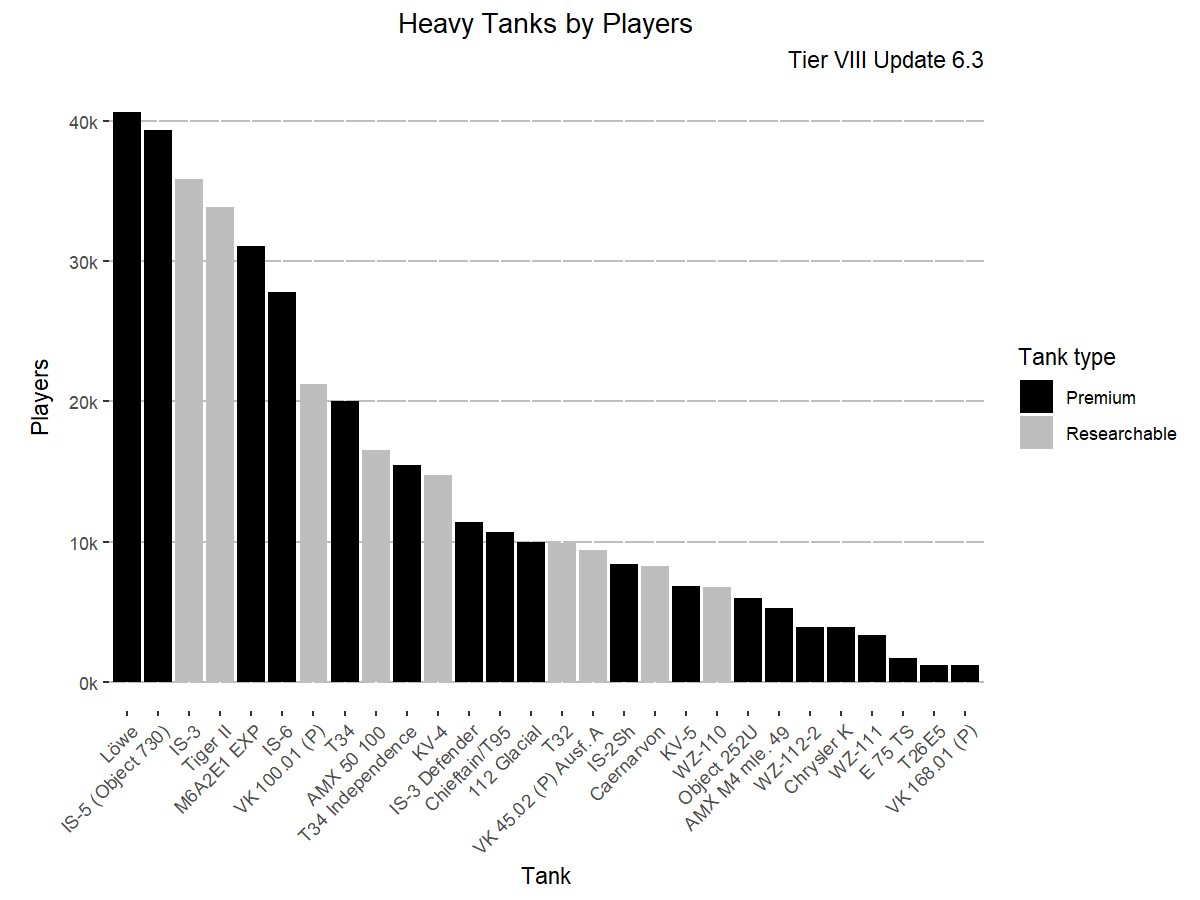 Heavy Tanks by Players
Tier VIII Update 6.3
Players
40k
30k
20k
10k
0k
Löwe
IS-5 (Object 730)
IS-3
Tiger II
M6A2E1 EXP
IS-6
VK 100.01 (P)
T34
AMX 50 100
T34 Independence
KV-4
IS-3 Defender
Chieftain/T95
112 Glacial
T32
VK 45.02 (P) Ausf. A
IS-2Sh
Caernarvon
KV-5
WZ-110
Object 252U
AMX M4 mle. 49
WZ-112-2
Chrysler K
WZ-111
E 75 TS
T26E5
VK 168.01 (P)
Tank
Tank type
Premium
Researchable